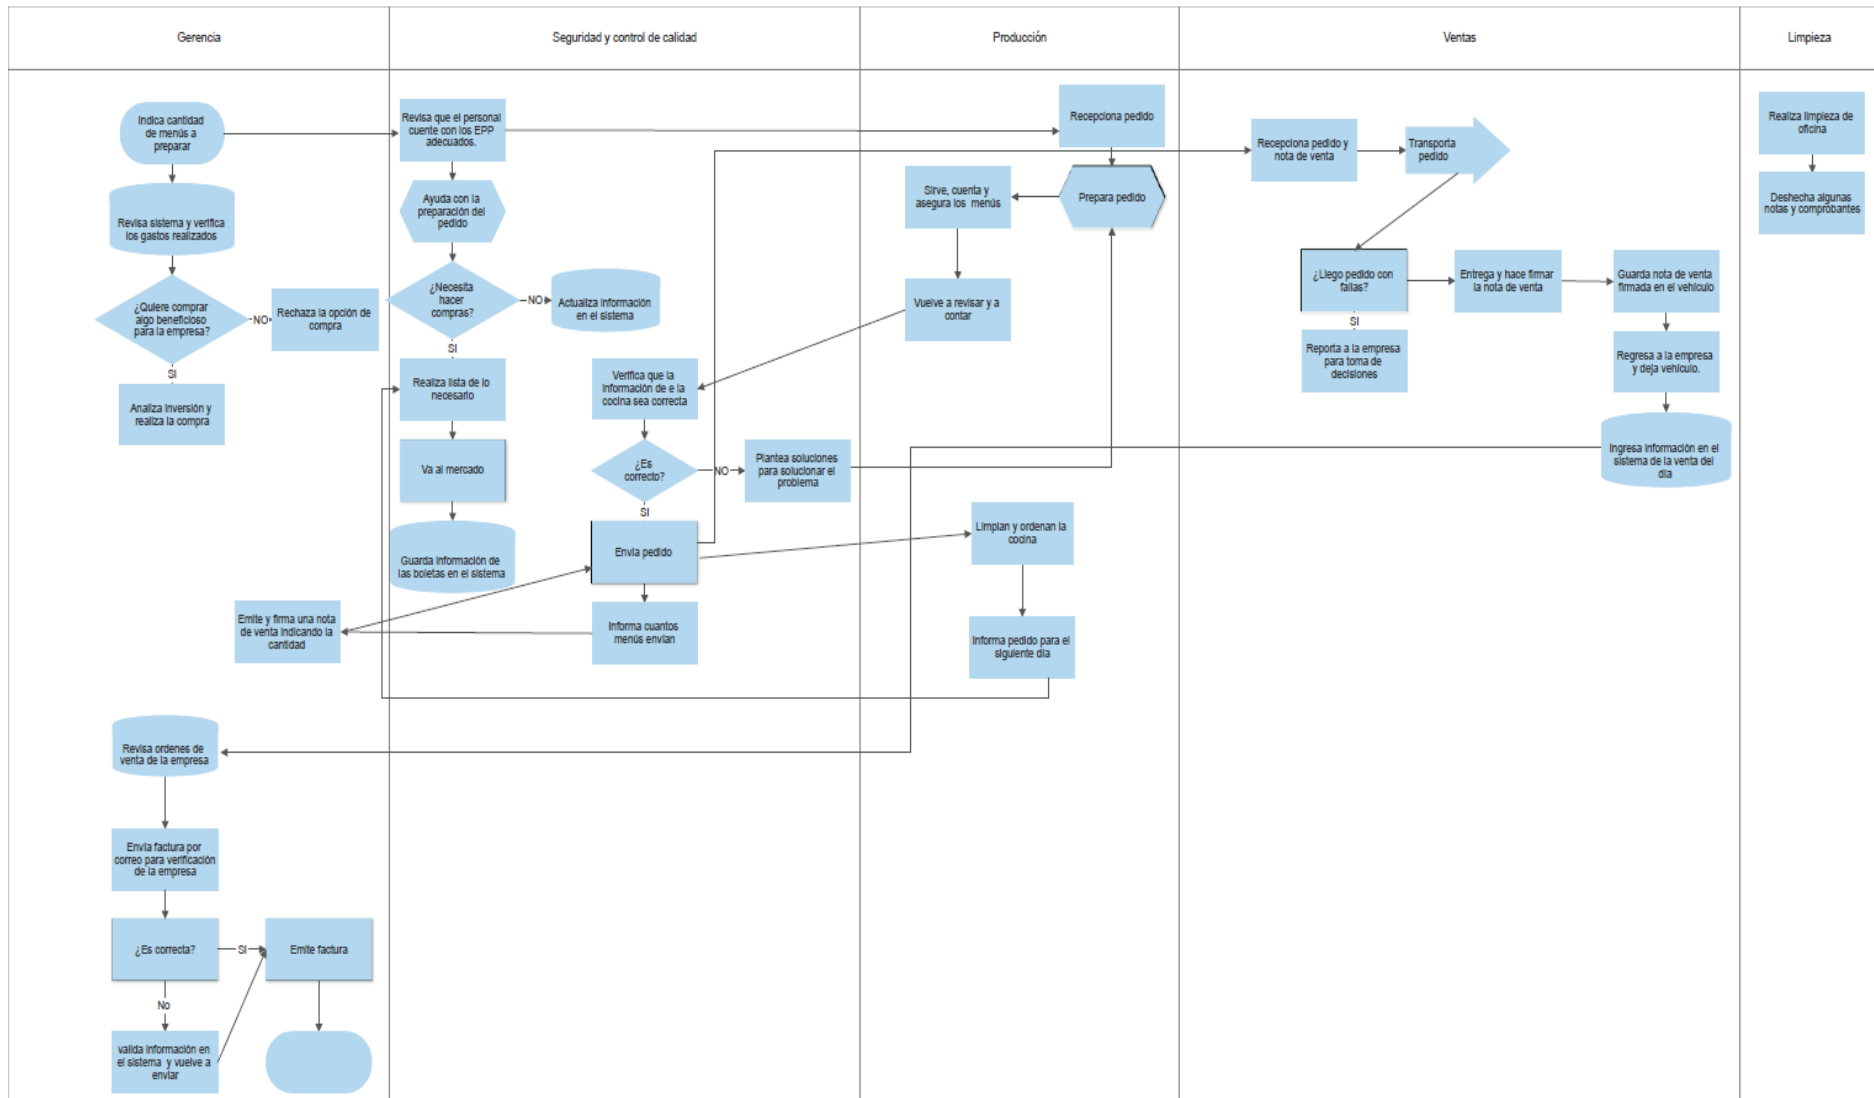 Gerencia
Seguridad y control de calidad
Producción
Ventas
Limpieza
Indica cantidad
de menús a
preparar
Revisa sistema y verifica
los gastos realizados
¿Quiere comprar
algo beneficioso
para la empresa?
NO
Rechaza la opción de
compra
SI
Analiza inversión y
realiza la compra
Revisa que el personal
cuente con los EPP
adecuados.
Ayuda con la
preparación del
pedido
¿Necesita
hacer
compras?
NO
Actualiza información
en el sistema
SI
Realiza lista de lo
necesario
Va al mercado
Guarda información de
las boletas en el sistema
Verifica que la
información de e la
cocina sea correcta
¿Es
correcto?
NO
Plantea soluciones
para solucionar el
problema
SI
Envia pedido
Informa cuantos
menús envian
Emite y firma una nota
de venta indicando la
cantidad
Recepciona pedido
Prepara pedido
Sirve, cuenta y
asegura los menús
Vuelve a revisar y a
contar
Limpian y ordenan la
cocina
Informa pedido para el
siguiente dia
Recepciona pedido y
nota de venta
Transporta
pedido
¿Llego pedido con
fallas?
SI
Reporta a la empresa
para toma de
decisiones
Entrega y hace firmar
la nota de venta
Guarda nota de venta
firmada en el vehículo
Regresa a la empresa
y deja vehículo.
Ingresa información en el
sistema de la venta del
dia
Realiza limpieza de
oficina
Deshecha algunas
notas y comprobantes
Revisa ordenes de
venta de la empresa
Envia factura por
correo para verificación
de la empresa
¿Es correcta?
SI
Emite factura
No
valida información en
el sistema y vuelve a
enviar